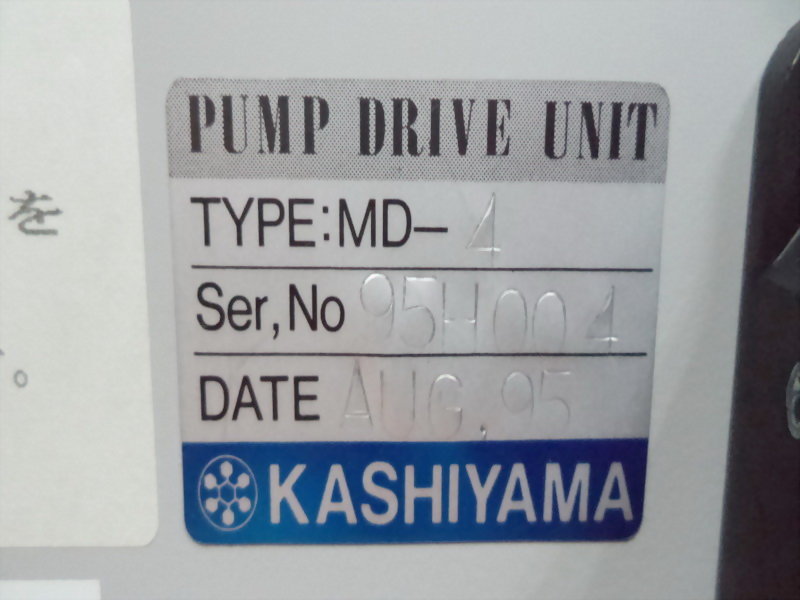 を
。
PUMP DRIVE UNIT
TYPE:MD- 4
Ser,No 95H004
DATE AUG,95
KASHIYAMA